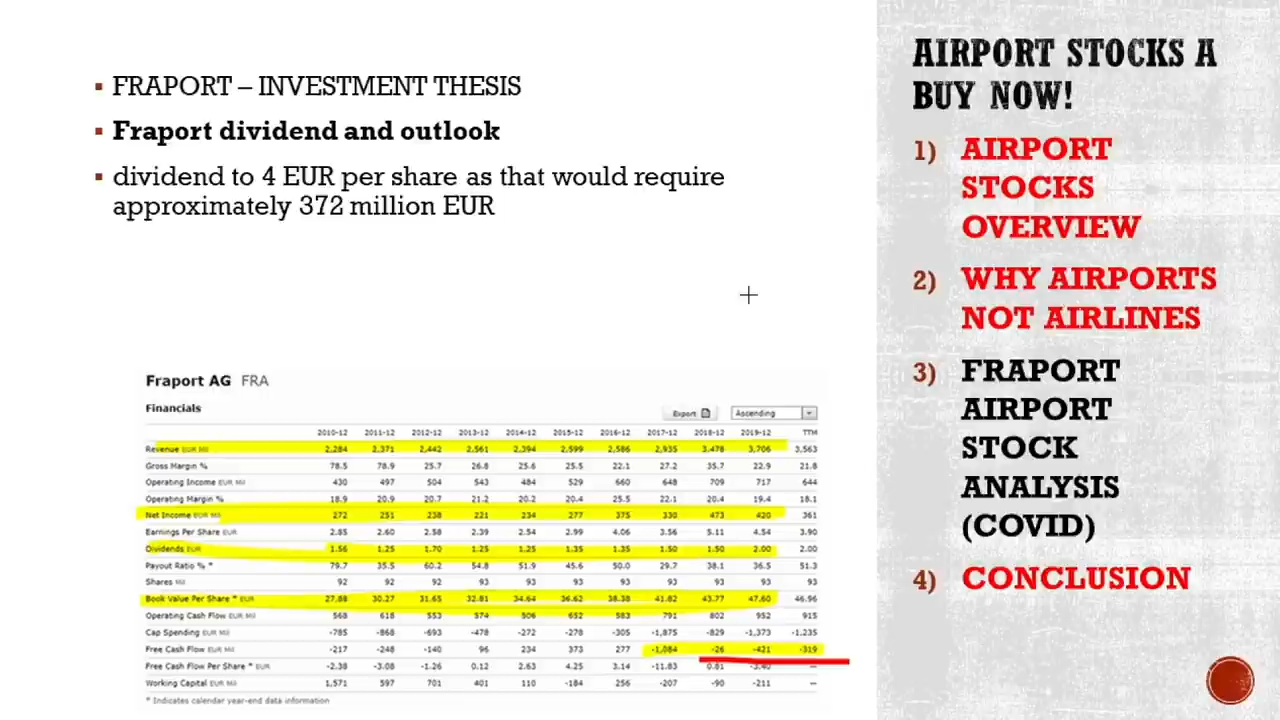 FRAPORT – INVESTMENT THESIS
Fraport dividend and outlook
dividend to 4 EUR per share as that would require
approximately 372 million EUR
Fraport AG FRA
Financials
Export Ascending
2010-12 2011-12 2012-12 2013-12 2014-12 2015-12 2016-12 2017-12 2018-12 2019-12 TTM
Revenue EUR Mil 2,284 2,371 2,442 2,561 2,394 2,599 2,586 2,935 3,478 3,706 3,563
Gross Margin % 78.5 78.9 25.7 26.8 25.6 25.5 22.1 27.2 35.7 22.9 21.8
Operating Income EUR Mil 430 497 504 543 484 529 660 648 709 717 644
Operating Margin % 18.9 20.9 20.7 21.2 20.2 20.4 25.5 22.1 20.4 19.4 18.1
Net Income EUR Mil 272 251 238 221 234 277 375 330 473 420 361
Earnings Per Share EUR 2.85 2.60 2.58 2.39 2.54 2.99 4.06 3.56 5.11 4.54 3.90
Dividends EUR 1.56 1.25 1.70 1.25 1.25 1.35 1.35 1.50 1.50 2.00 2.00
Payout Ratio % * 79.7 35.5 60.2 54.8 51.9 45.6 50.0 29.7 38.1 36.5 51.3
Shares Mil 92 92 92 93 93 93 93 93 93 93 93
Book Value Per Share * EUR 27.88 30.27 31.65 32.81 34.64 36.62 38.38 41.82 43.77 47.60 46.96
Operating Cash Flow EUR Mil 568 618 553 574 506 652 583 791 802 952 915
Cap Spending EUR Mil -785 -868 -693 -478 -272 -278 -305 -1,875 -829 -1,373 -1,235
Free Cash Flow EUR Mil -217 -248 -140 96 234 373 277 -1,084 -26 -421 -319
Free Cash Flow Per Share * EUR -2.38 -3.08 -1.26 0.12 2.63 4.25 3.14 -11.83 0.81 -3.40 —
Working Capital EUR Mil 1,571 597 701 401 110 -184 256 -207 -90 -211 —
* Indicates calendar year-end data information
AIRPORT STOCKS A
BUY NOW!
1) AIRPORT
STOCKS
OVERVIEW
2) WHY AIRPORTS
NOT AIRLINES
3) FRAPORT
AIRPORT
STOCK
ANALYSIS
(COVID)
4) CONCLUSION